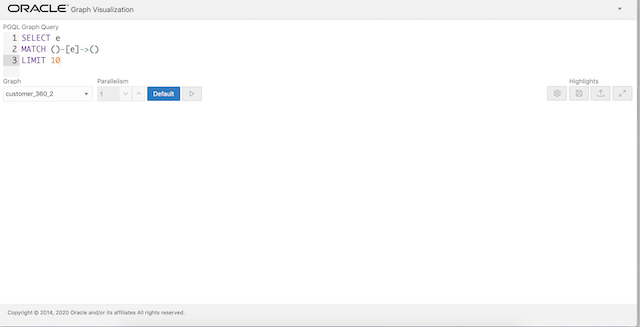 ORACLE® Graph Visualization
PGQL Graph Query
1 SELECT e
2 MATCH ()-[e]->()
3 LIMIT 10
Graph Parallelism Highlights
customer_360_2 1 Default
Copyright © 2014, 2020 Oracle and/or its affiliates All rights reserved.